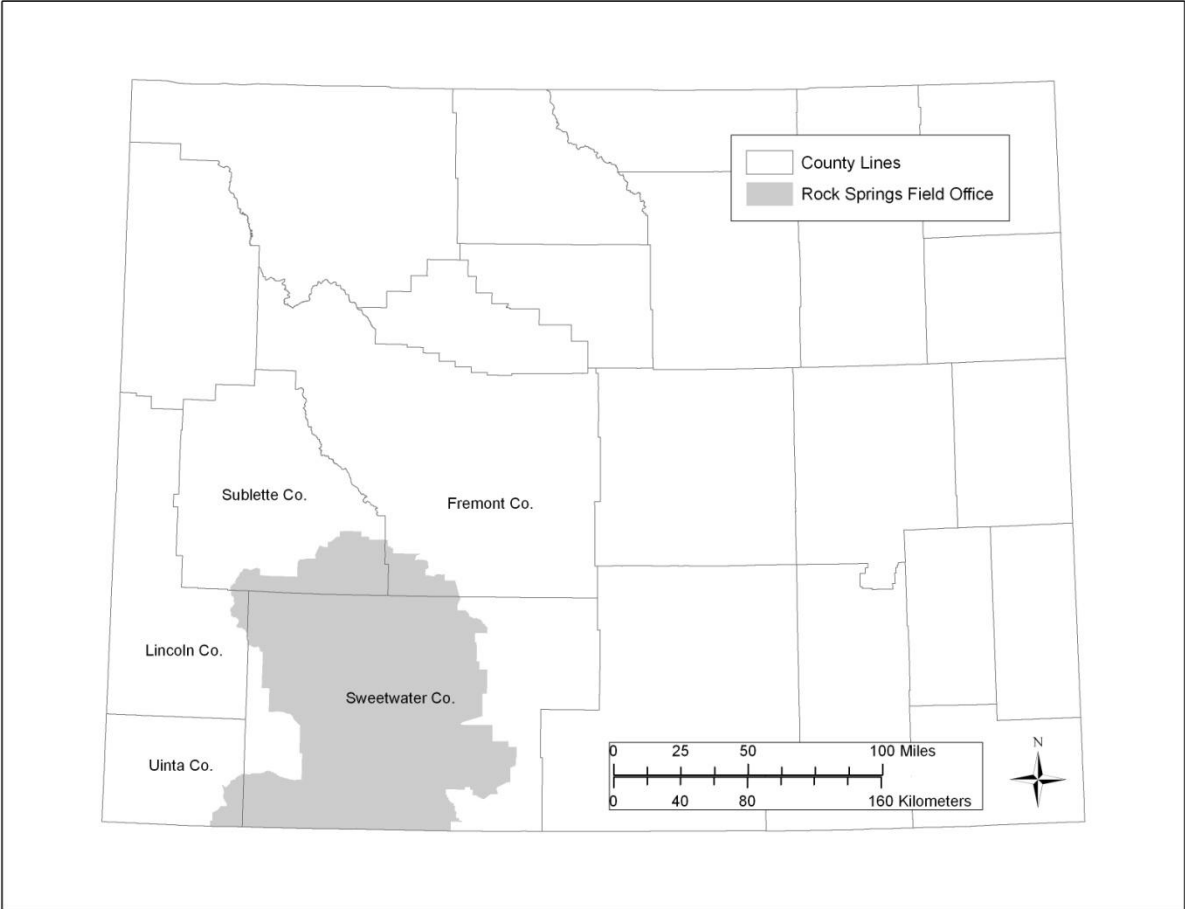 County Lines
Rock Springs Field Office
Sublette Co.
Fremont Co.
Lincoln Co.
Sweetwater Co.
Uinta Co.
0 25 50 100 Miles
0 40 80 160 Kilometers
N